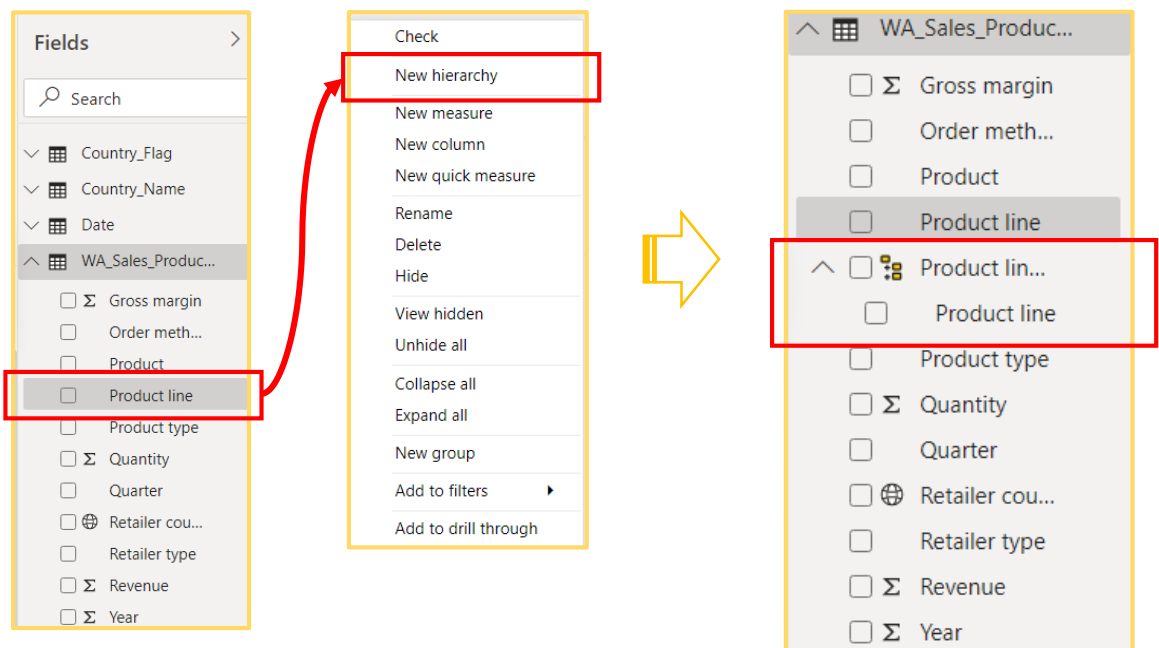 Fields
Search
Country_Flag
Country_Name
Date
WA_Sales_Produc...
Σ Gross margin
Order meth...
Product
Product line
Product type
Σ Quantity
Quarter
Retailer cou...
Retailer type
Σ Revenue
Σ Year
Check
New hierarchy
New measure
New column
New quick measure
Rename
Delete
Hide
View hidden
Unhide all
Collapse all
Expand all
New group
Add to filters
Add to drill through
WA_Sales_Produc...
Σ Gross margin
Order meth...
Product
Product line
Product lin...
Product line
Product type
Σ Quantity
Quarter
Retailer cou...
Retailer type
Σ Revenue
Σ Year